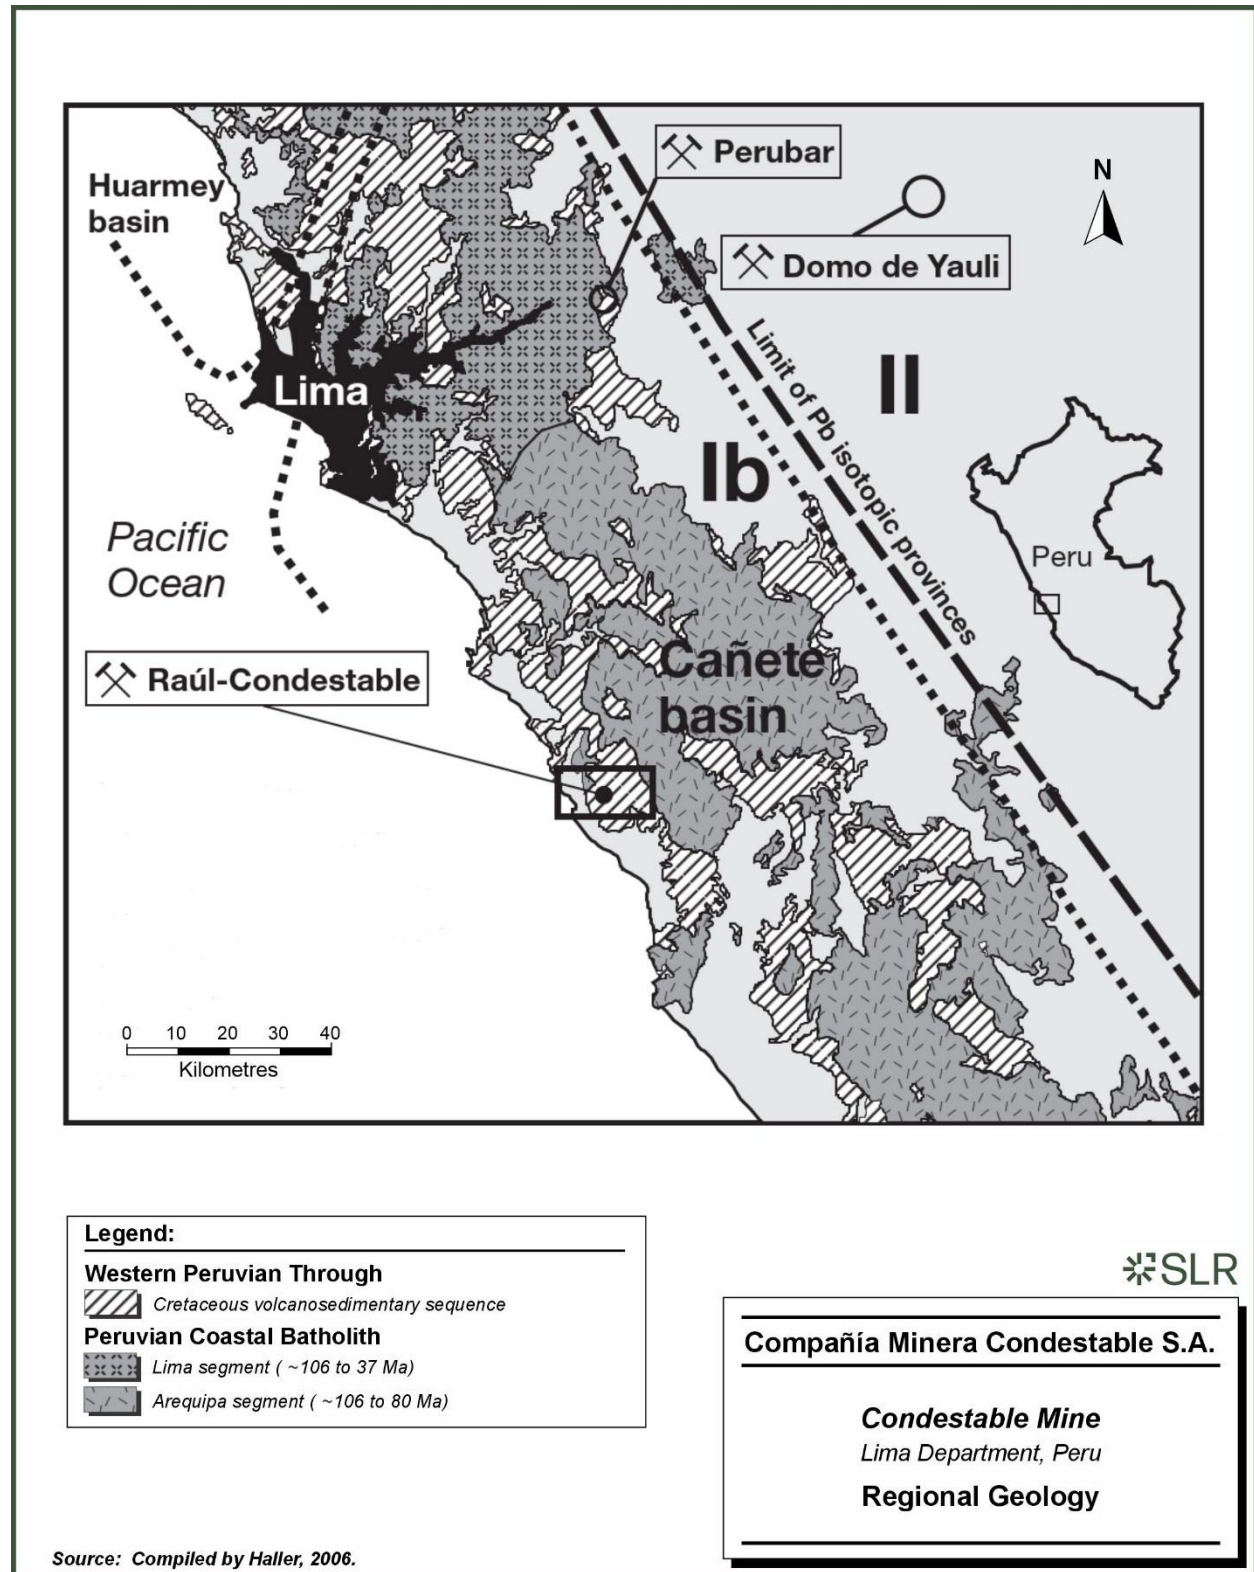 Huarmey
basin
Perubar
N
Domo de Yauli
Limit of Pb isotopic provinces
II
Lima
Ib
Pacific
Ocean
Peru
Raúl-Condestable
Cañete
basin
0 10 20 30 40
Kilometres
Legend:
Western Peruvian Through
Cretaceous volcanosedimentary sequence
Peruvian Coastal Batholith
Lima segment ( ~106 to 37 Ma)
Arequipa segment ( ~106 to 80 Ma)
SLR
Compañía Minera Condestable S.A.
Condestable Mine
Lima Department, Peru
Regional Geology
Source: Compiled by Haller, 2006.